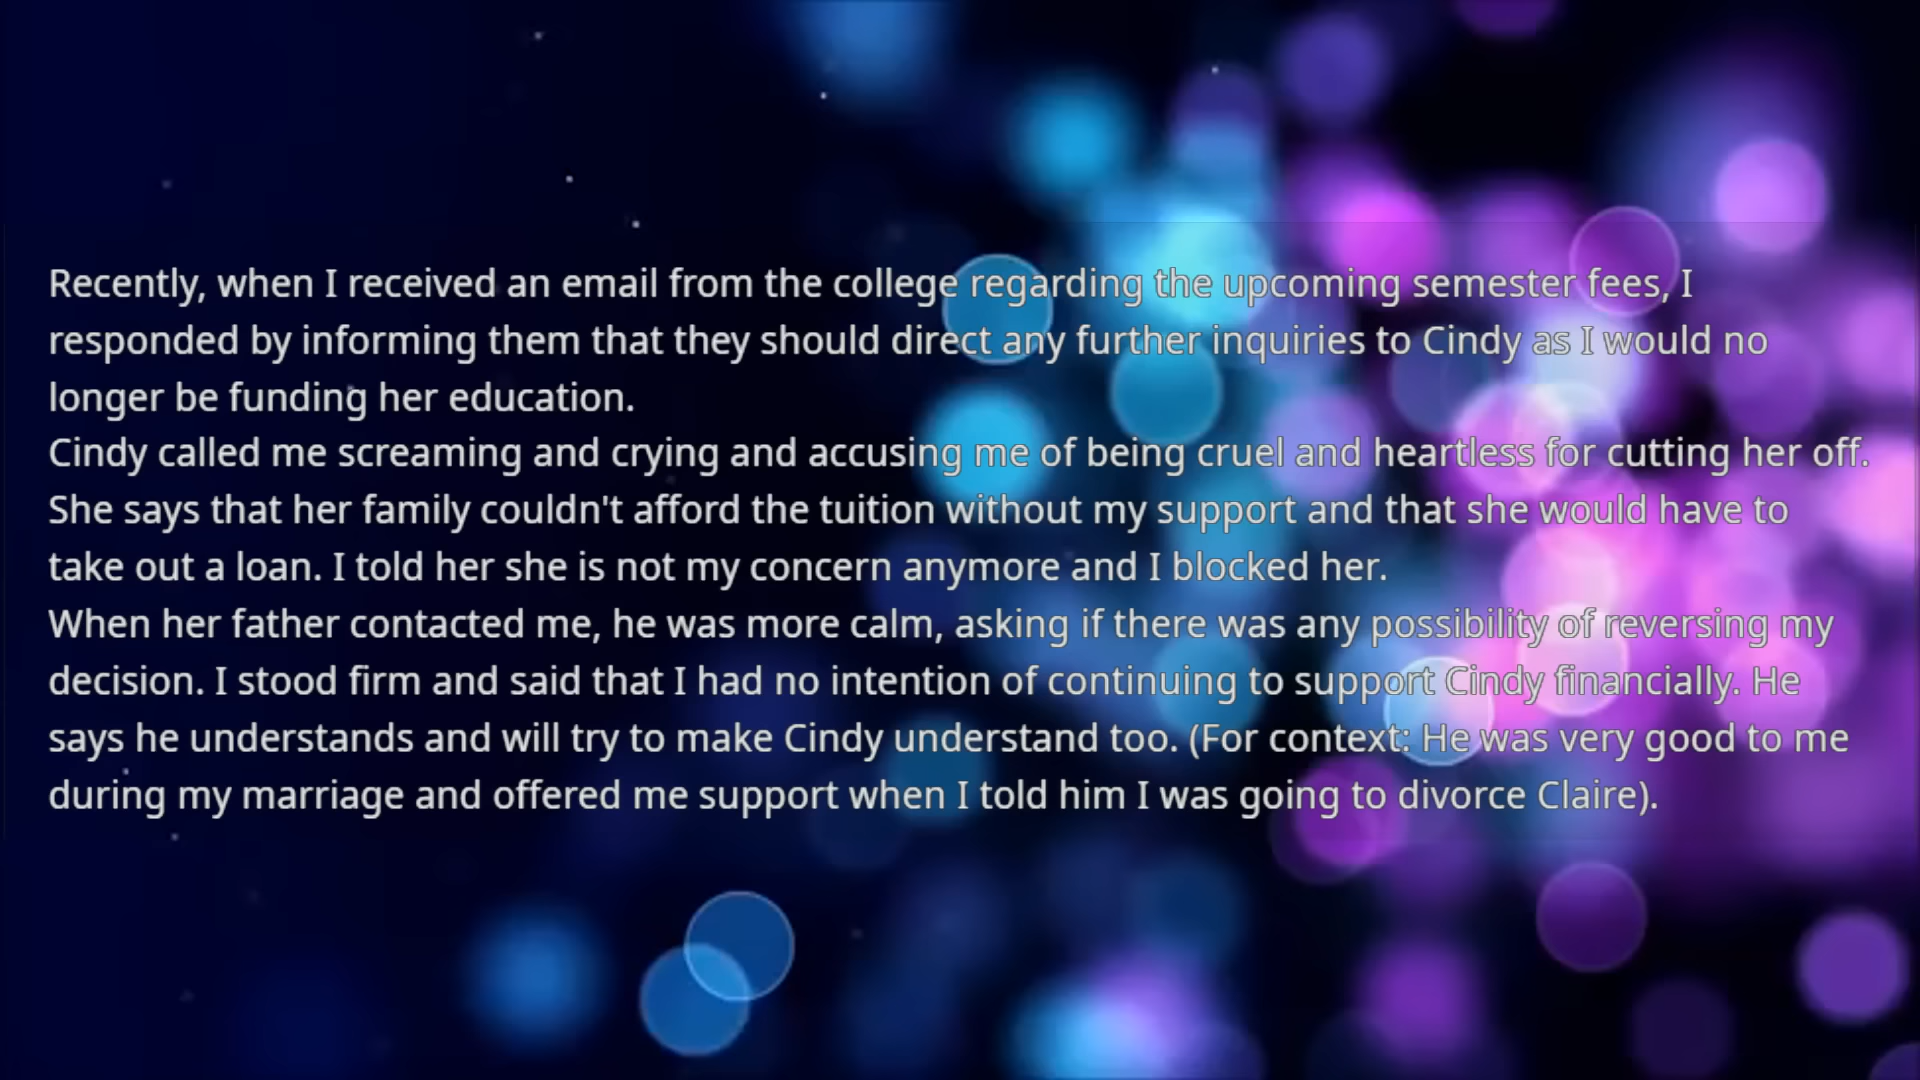 Recently, when I received an email from the college regarding the upcoming semester fees, I
responded by informing them that they should direct any further inquiries to Cindy as I would no
longer be funding her education.
Cindy called me screaming and crying and accusing me of being cruel and heartless for cutting her off.
She says that her family couldn't afford the tuition without my support and that she would have to
take out a loan. I told her she is not my concern anymore and I blocked her.
When her father contacted me, he was more calm, asking if there was any possibility of reversing my
decision. I stood firm and said that I had no intention of continuing to support Cindy financially. He
says he understands and will try to make Cindy understand too. (For context: He was very good to me
during my marriage and offered me support when I told him I was going to divorce Claire).